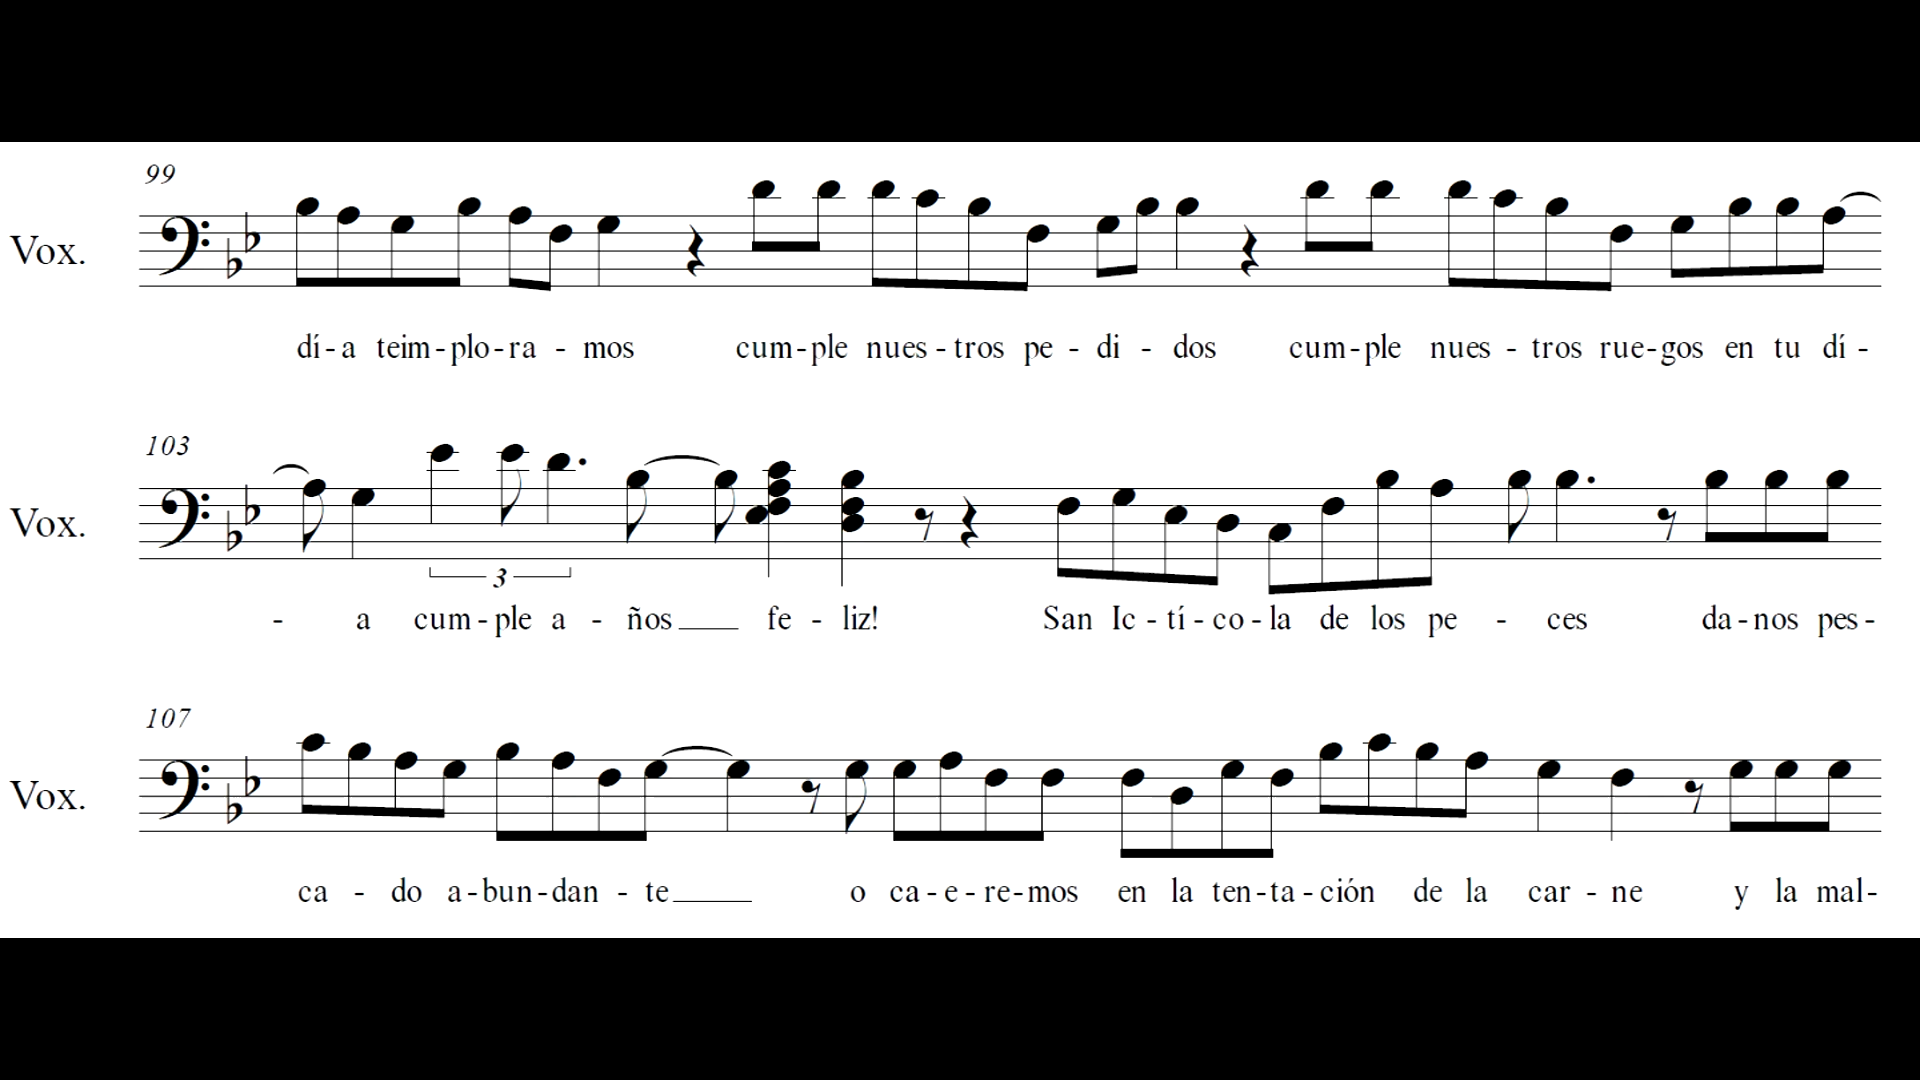 99
Vox.
dí-a teim-plo-ra - mos cum-ple nues-tros pe - di - dos cum-ple nues - tros rue-gos en tu dí -
103
Vox.
3
- a cum-ple a - ños____ fe - liz! San Ic - tí - co - la de los pe - ces da - nos pes -
107
Vox.
ca - do a-bun-dan - te____ o ca - e - re-mos en la ten-ta - ción de la car - ne y la mal-